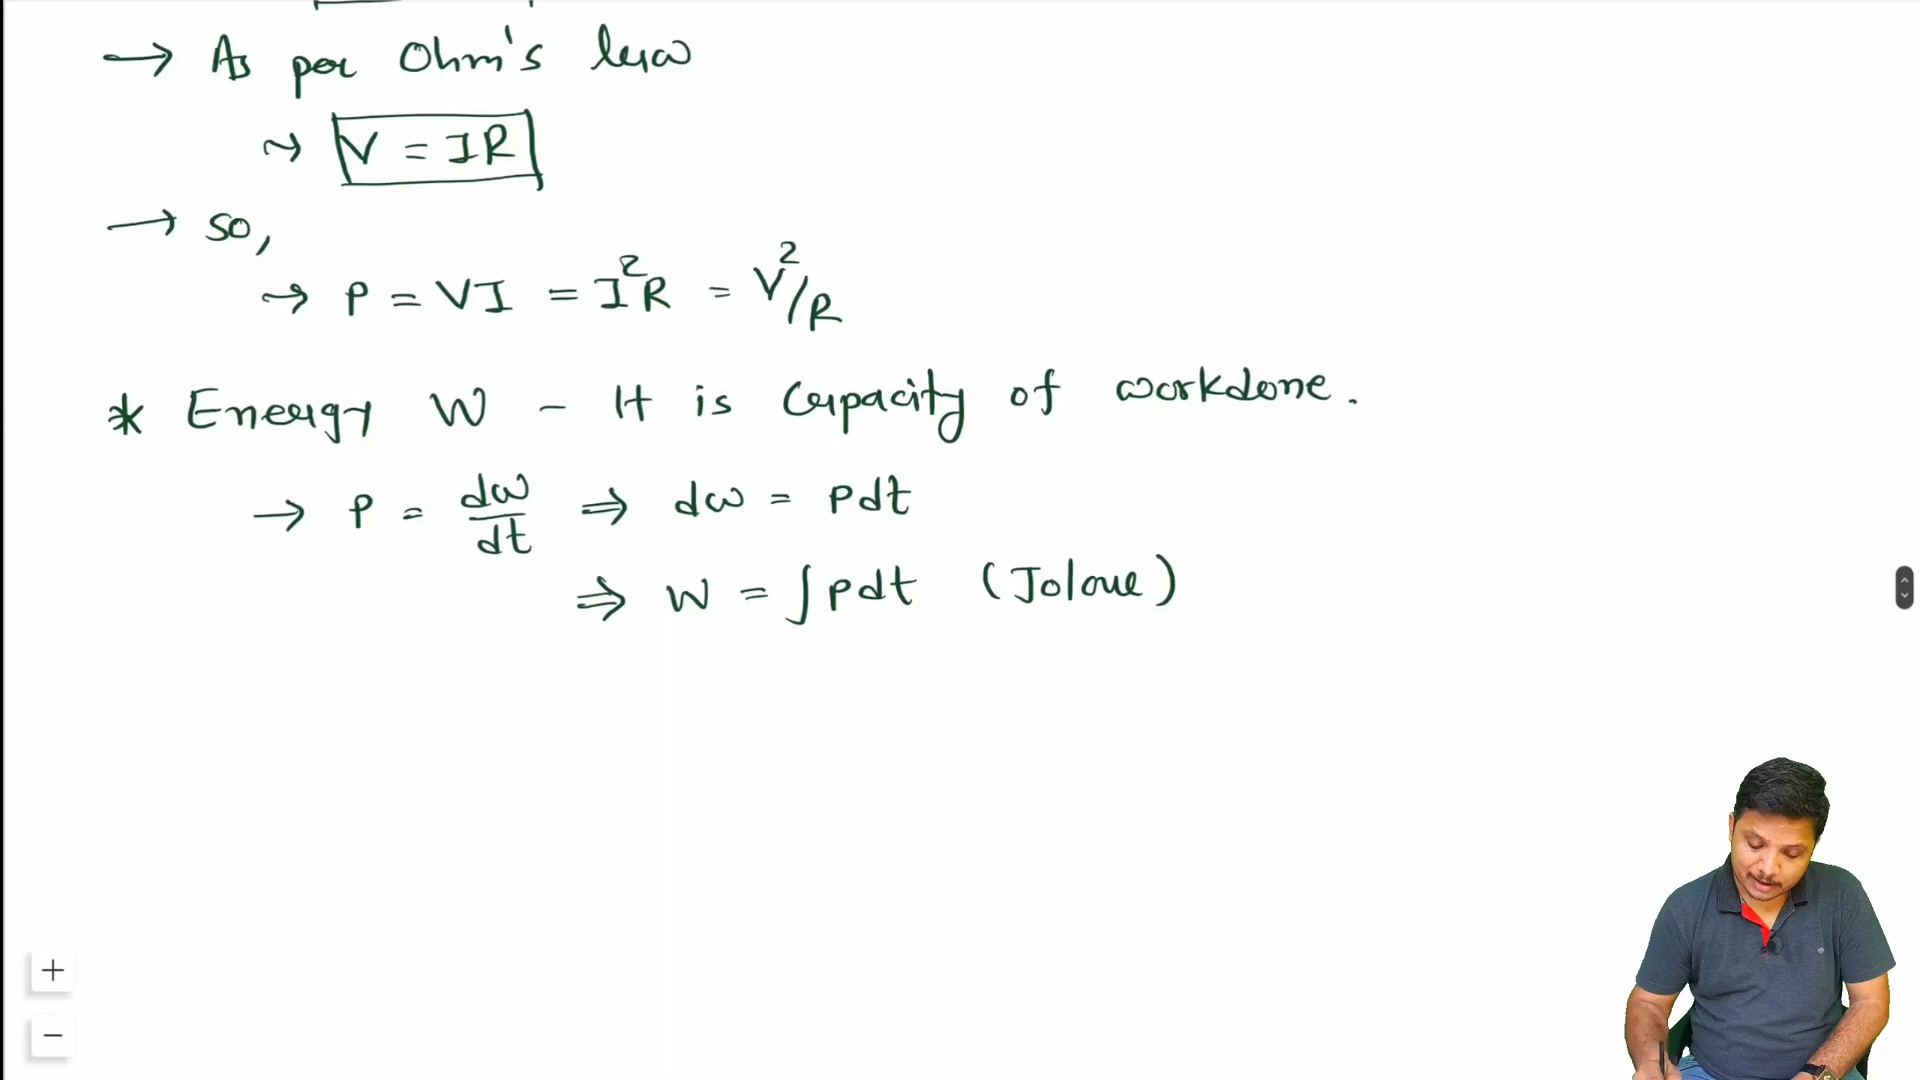 → As per Ohm's law
↝ V = IR
→ so,
→ P = VI = I²R = V²/R
* Energy W - It is Capacity of workdone.
→ P = dw/dt ⇒ dw = Pdt
⇒ W = ∫Pdt (Joloue)
+
−